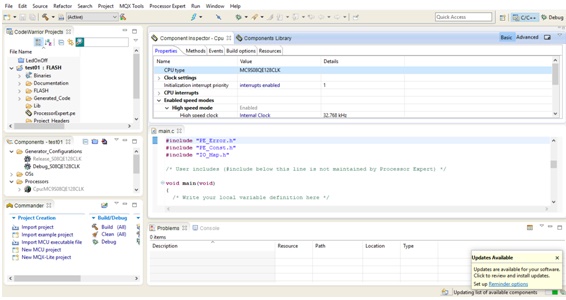 File Edit Source Refactor Search Project MQX Tools Processor Expert Run Window Help
(Active)
Quick Access
C/C++ Debug
CodeWarrior Projects
File Name
LedOnOff
test01 : FLASH
Binaries
Documentation
FLASH
Generated_Code
Lib
ProcessorExpert.pe
Project_Headers
Components - test01
Generator_Configurations
Release_S08QE128CLK
Debug_S08QE128CLK
OSs
Processors
Cpu:MC9S08QE128CLK
Commander
Project Creation
Import project
Import example project
Import MCU executable file
New MCU project
New MQX-Lite project
Build/Debug
Build (All)
Clean (All)
Debug
Component Inspector - Cpu
Components Library
Basic Advanced
Properties Methods Events Build options Resources
Name Value Details
CPU type MC9S08QE128CLK
Clock settings
Initialization interrupt priority interrupts enabled 1
CPU interrupts
Enabled speed modes
High speed mode Enabled
High speed clock Internal Clock 32.768 kHz
main.c
#include "PE_Error.h"
#include "PE_Const.h"
#include "IO_Map.h"
/* User includes (#include below this line is not maintained by Processor Expert) */
void main(void)
{
/* Write your local variable definition here */
Problems Console
0 items
Description Resource Path Location Type
Updates Available
Updates are available for your software.
Click to review and install updates.
Set up Reminder options
Updating list of available components